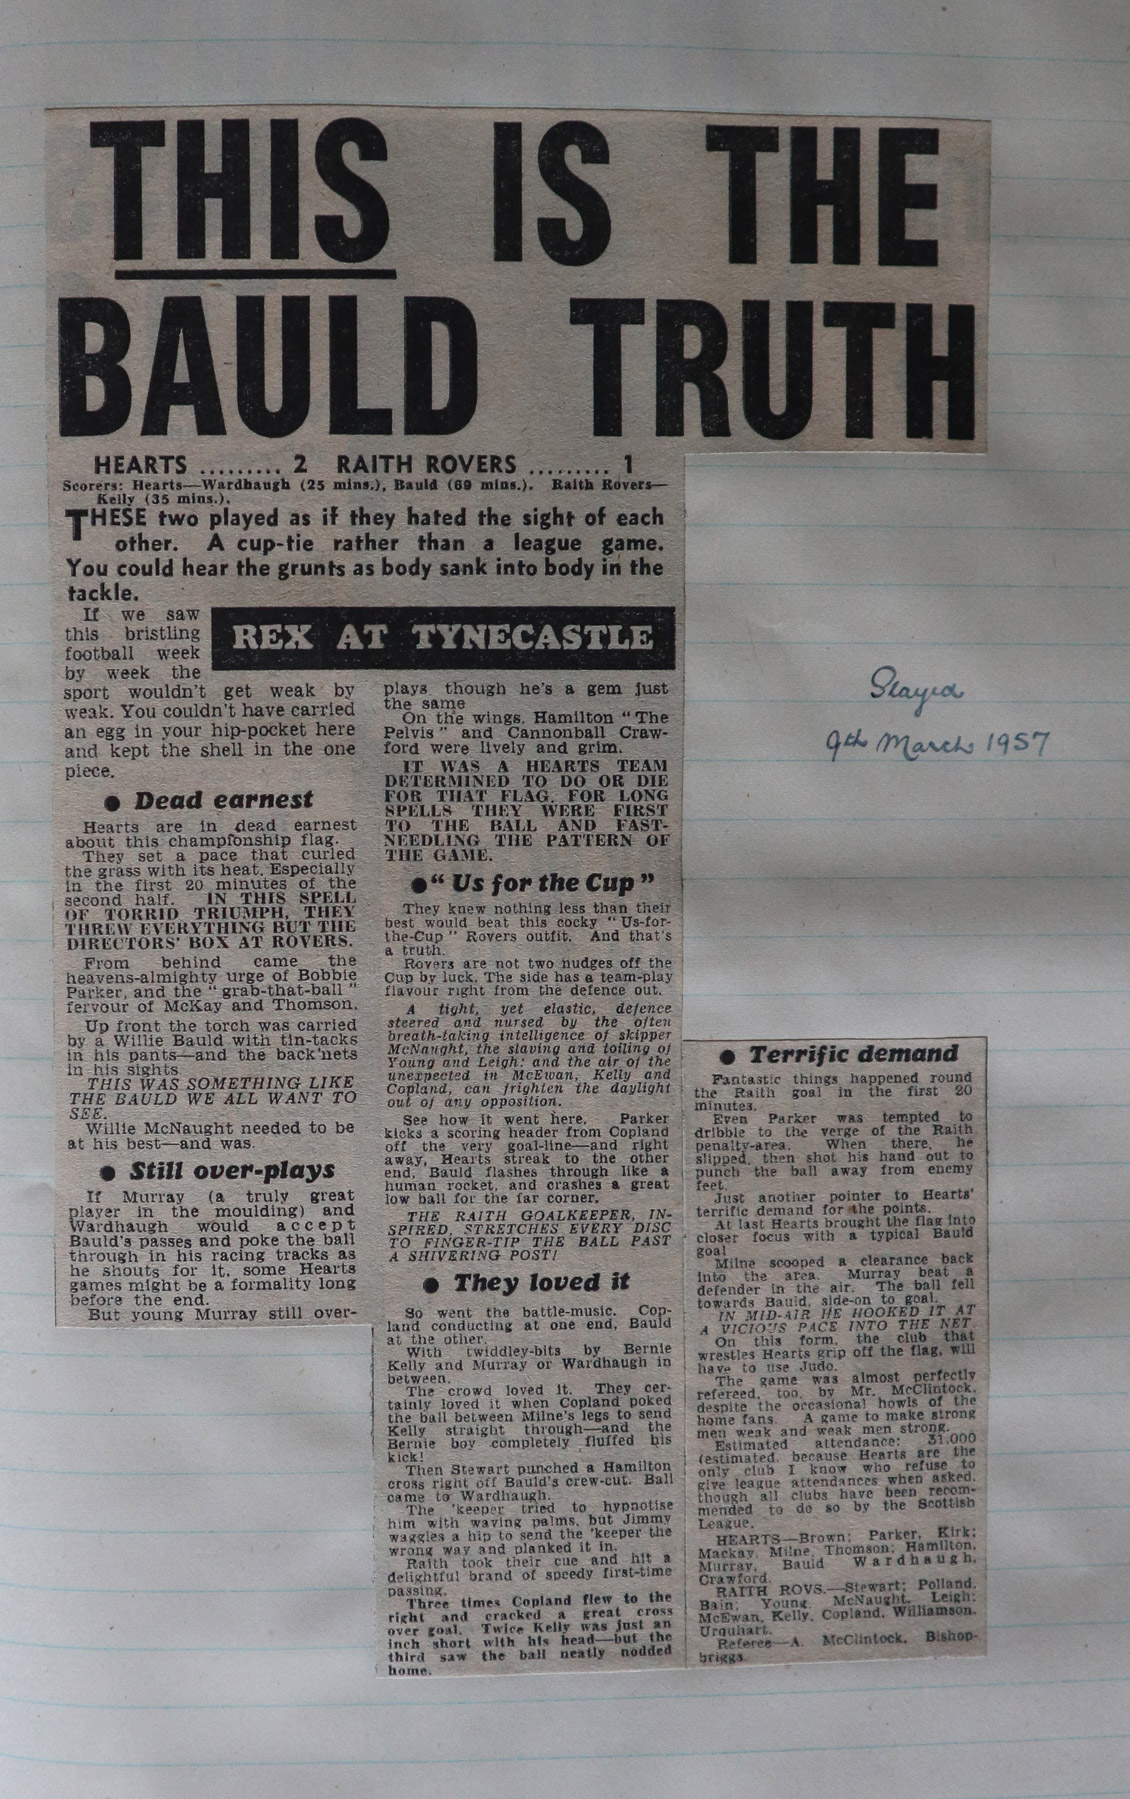 THIS IS THE
BAULD TRUTH
HEARTS ......... 2 RAITH ROVERS ......... 1
Scorers: Hearts—Wardhaugh (25 mins.), Bauld (69 mins.). Raith Rovers—
Kelly (35 mins.).
THESE two played as if they hated the sight of each
other. A cup-tie rather than a league game.
You could hear the grunts as body sank into body in the
tackle.
REX AT TYNECASTLE
If we saw
this bristling
football week
by week the
sport wouldn't get weak by
weak. You couldn't have carried
an egg in your hip-pocket here
and kept the shell in the one
piece.
● Dead earnest
Hearts are in dead earnest
about this championship flag.
They set a pace that curled
the grass with its heat. Especially
in the first 20 minutes of the
second half. IN THIS SPELL
OF TORRID TRIUMPH, THEY
THREW EVERYTHING BUT THE
DIRECTORS' BOX AT ROVERS.
From behind came the
heavens-almighty urge of Bobbie
Parker, and the "grab-that-ball"
fervour of McKay and Thomson.
Up front the torch was carried
by a Willie Bauld with tin-tacks
in his pants—and the back'nets
in his sights
THIS WAS SOMETHING LIKE
THE BAULD WE ALL WANT TO
SEE.
Willie McNaught needed to be
at his best—and was.
● Still over-plays
If Murray (a truly great
player in the moulding) and
Wardhaugh would accept
Bauld's passes and poke the ball
through in his racing tracks as
he shouts for it, some Hearts
games might be a formality long
before the end.
But young Murray still over-
plays though he's a gem just
the same
On the wings, Hamilton "The
Pelvis" and Cannonball Craw-
ford were lively and grim.
IT WAS A HEARTS TEAM
DETERMINED TO DO OR DIE
FOR THAT FLAG. FOR LONG
SPELLS THEY WERE FIRST
TO THE BALL AND FAST-
NEEDLING THE PATTERN OF
THE GAME.
● "Us for the Cup"
They knew nothing less than their
best would beat this cocky "Us-for-
the-Cup" Rovers outfit. And that's
a truth.
Rovers are not two nudges off the
Cup by luck. The side has a team-play
flavour right from the defence out.
A tight, yet elastic, defence
steered and nursed by the often
breath-taking intelligence of skipper
McNaught, the slaving and toiling of
Young and Leigh; and the air of the
unexpected in McEwan, Kelly and
Copland, can frighten the daylight
out of any opposition.
See how it went here. Parker
kicks a scoring header from Copland
off the very goal-line—and right
away, Hearts streak to the other
end, Bauld flashes through like a
human rocket, and crashes a great
low ball for the far corner.
THE RAITH GOALKEEPER, IN-
SPIRED, STRETCHES EVERY DISC
TO FINGER-TIP THE BALL PAST
A SHIVERING POST!
● They loved it
So went the battle-music. Cop-
land conducting at one end, Bauld
at the other.
With twiddley-bits by Bernie
Kelly and Murray or Wardhaugh in
between.
The crowd loved it. They cer-
tainly loved it when Copland poked
the ball between Milne's legs to send
Kelly straight through—and the
Bernie boy completely fluffed his
kick!
Then Stewart punched a Hamilton
cross right off Bauld's crew-cut. Ball
came to Wardhaugh.
The 'keeper tried to hypnotise
him with waving palms, but Jimmy
waggles a hip to send the 'keeper the
wrong way and planked it in.
Raith took their cue and hit a
delightful brand of speedy first-time
passing.
Three times Copland flew to the
right and cracked a great cross
over goal. Twice Kelly was just an
inch short with his head—but the
third saw the ball neatly nodded
home.
● Terrific demand
Fantastic things happened round
the Raith goal in the first 20
minutes.
Even Parker was tempted to
dribble to the verge of the Raith
penalty-area. When there, he
slipped, then shot his hand out to
punch the ball away from enemy
feet.
Just another pointer to Hearts'
terrific demand for the points.
At last Hearts brought the flag into
closer focus with a typical Bauld
goal
Milne scooped a clearance back
into the area. Murray beat a
defender in the air. The ball fell
towards Bauld, side-on to goal.
IN MID-AIR HE HOOKED IT AT
A VICIOUS PACE INTO THE NET.
On this form, the club that
wrestles Hearts grip off the flag, will
have to use Judo.
The game was almost perfectly
refereed, too, by Mr. McClintock,
despite the occasional howls of the
home fans. A game to make strong
men weak and weak men strong.
Estimated attendance: 31,000
(estimated, because Hearts are the
only club I know who refuse to
give league attendances when asked,
though all clubs have been recom-
mended to do so by the Scottish
League.
HEARTS—Brown; Parker, Kirk;
Mackay, Milne, Thomson; Hamilton,
Murray, Bauld Wardhaugh,
Crawford.
RAITH ROVS.—Stewart; Polland,
Bain; Young, McNaught, Leigh;
McEwan, Kelly, Copland, Williamson,
Urquhart.
Referee—A. McClintock, Bishop-
briggs.
Played
9th March 1957